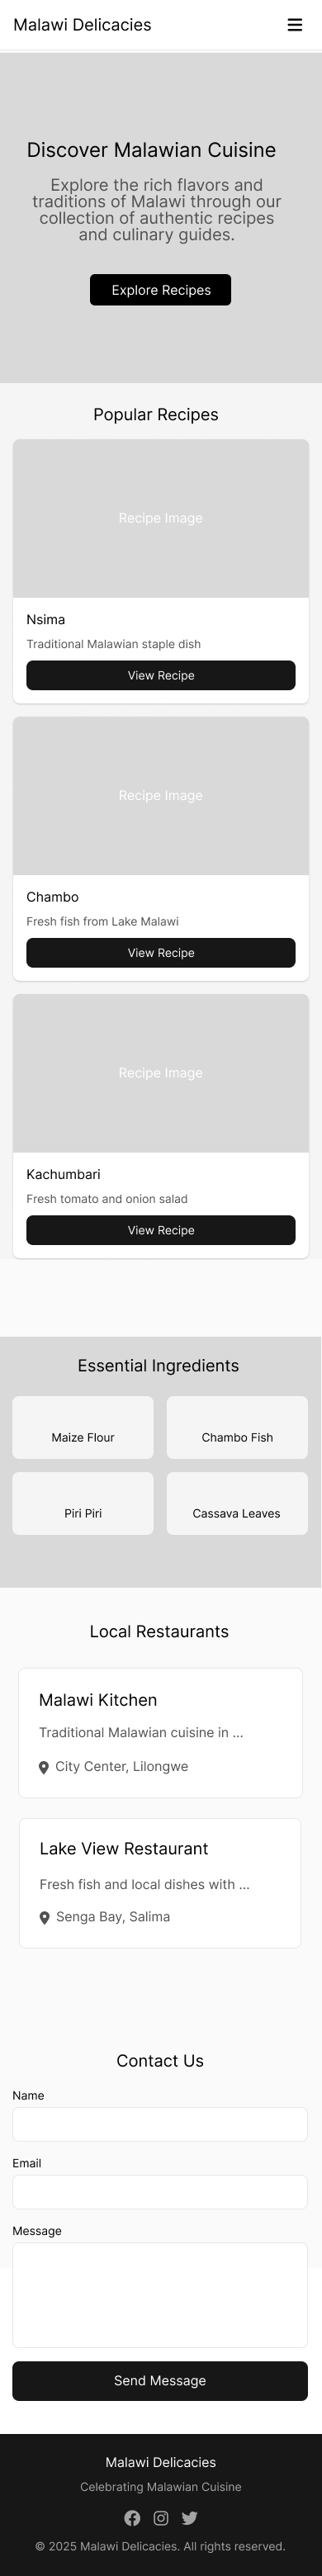 Malawi Delicacies
Discover Malawian Cuisine
Explore the rich flavors and
traditions of Malawi through our
collection of authentic recipes
and culinary guides.
Explore Recipes
Popular Recipes
Recipe Image
Nsima
Traditional Malawian staple dish
View Recipe
Recipe Image
Chambo
Fresh fish from Lake Malawi
View Recipe
Recipe Image
Kachumbari
Fresh tomato and onion salad
View Recipe
Essential Ingredients
Maize Flour
Chambo Fish
Piri Piri
Cassava Leaves
Local Restaurants
Malawi Kitchen
Traditional Malawian cuisine in ...
City Center, Lilongwe
Lake View Restaurant
Fresh fish and local dishes with ...
Senga Bay, Salima
Contact Us
Name
Email
Message
Send Message
Malawi Delicacies
Celebrating Malawian Cuisine
© 2025 Malawi Delicacies. All rights reserved.